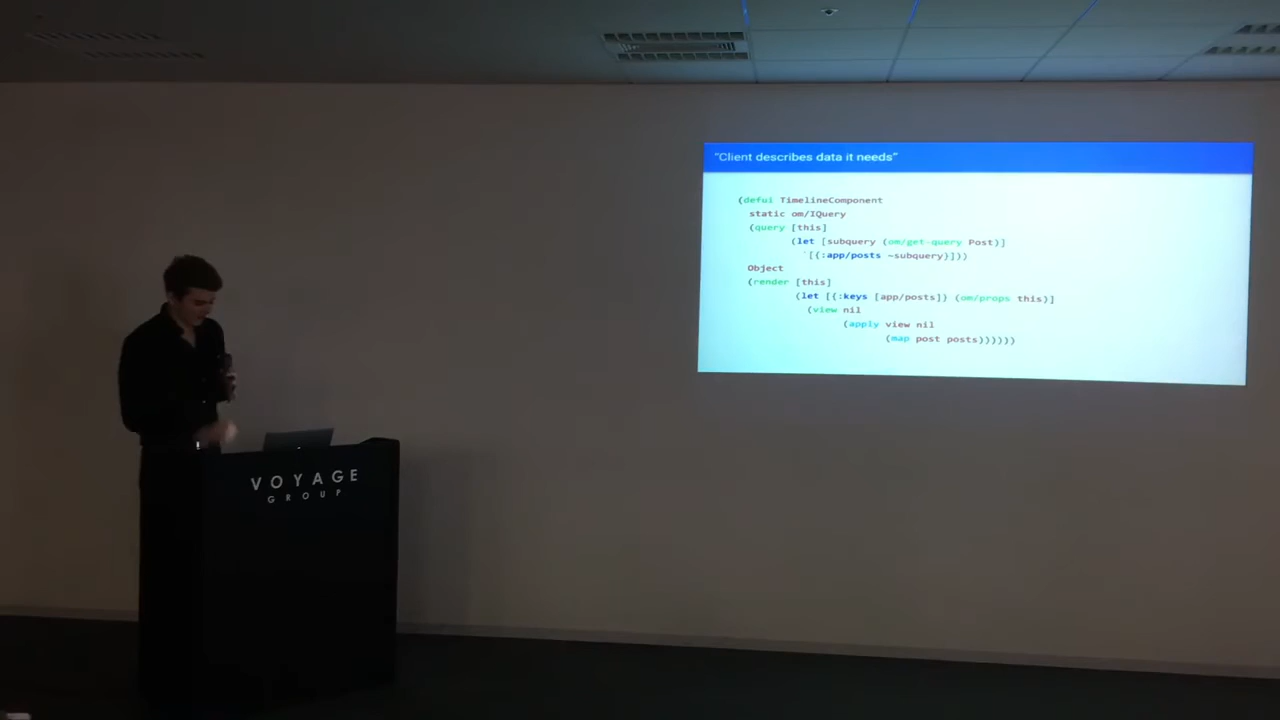 "Client describes data it needs"
(defui TimelineComponent
static om/IQuery
(query [this]
(let [subquery (om/get-query Post)]
`[{:app/posts ~subquery}]))
Object
(render [this]
(let [{:keys [app/posts]} (om/props this)]
(view nil
(apply view nil
(map post posts))))))
VOYAGE
GROUP